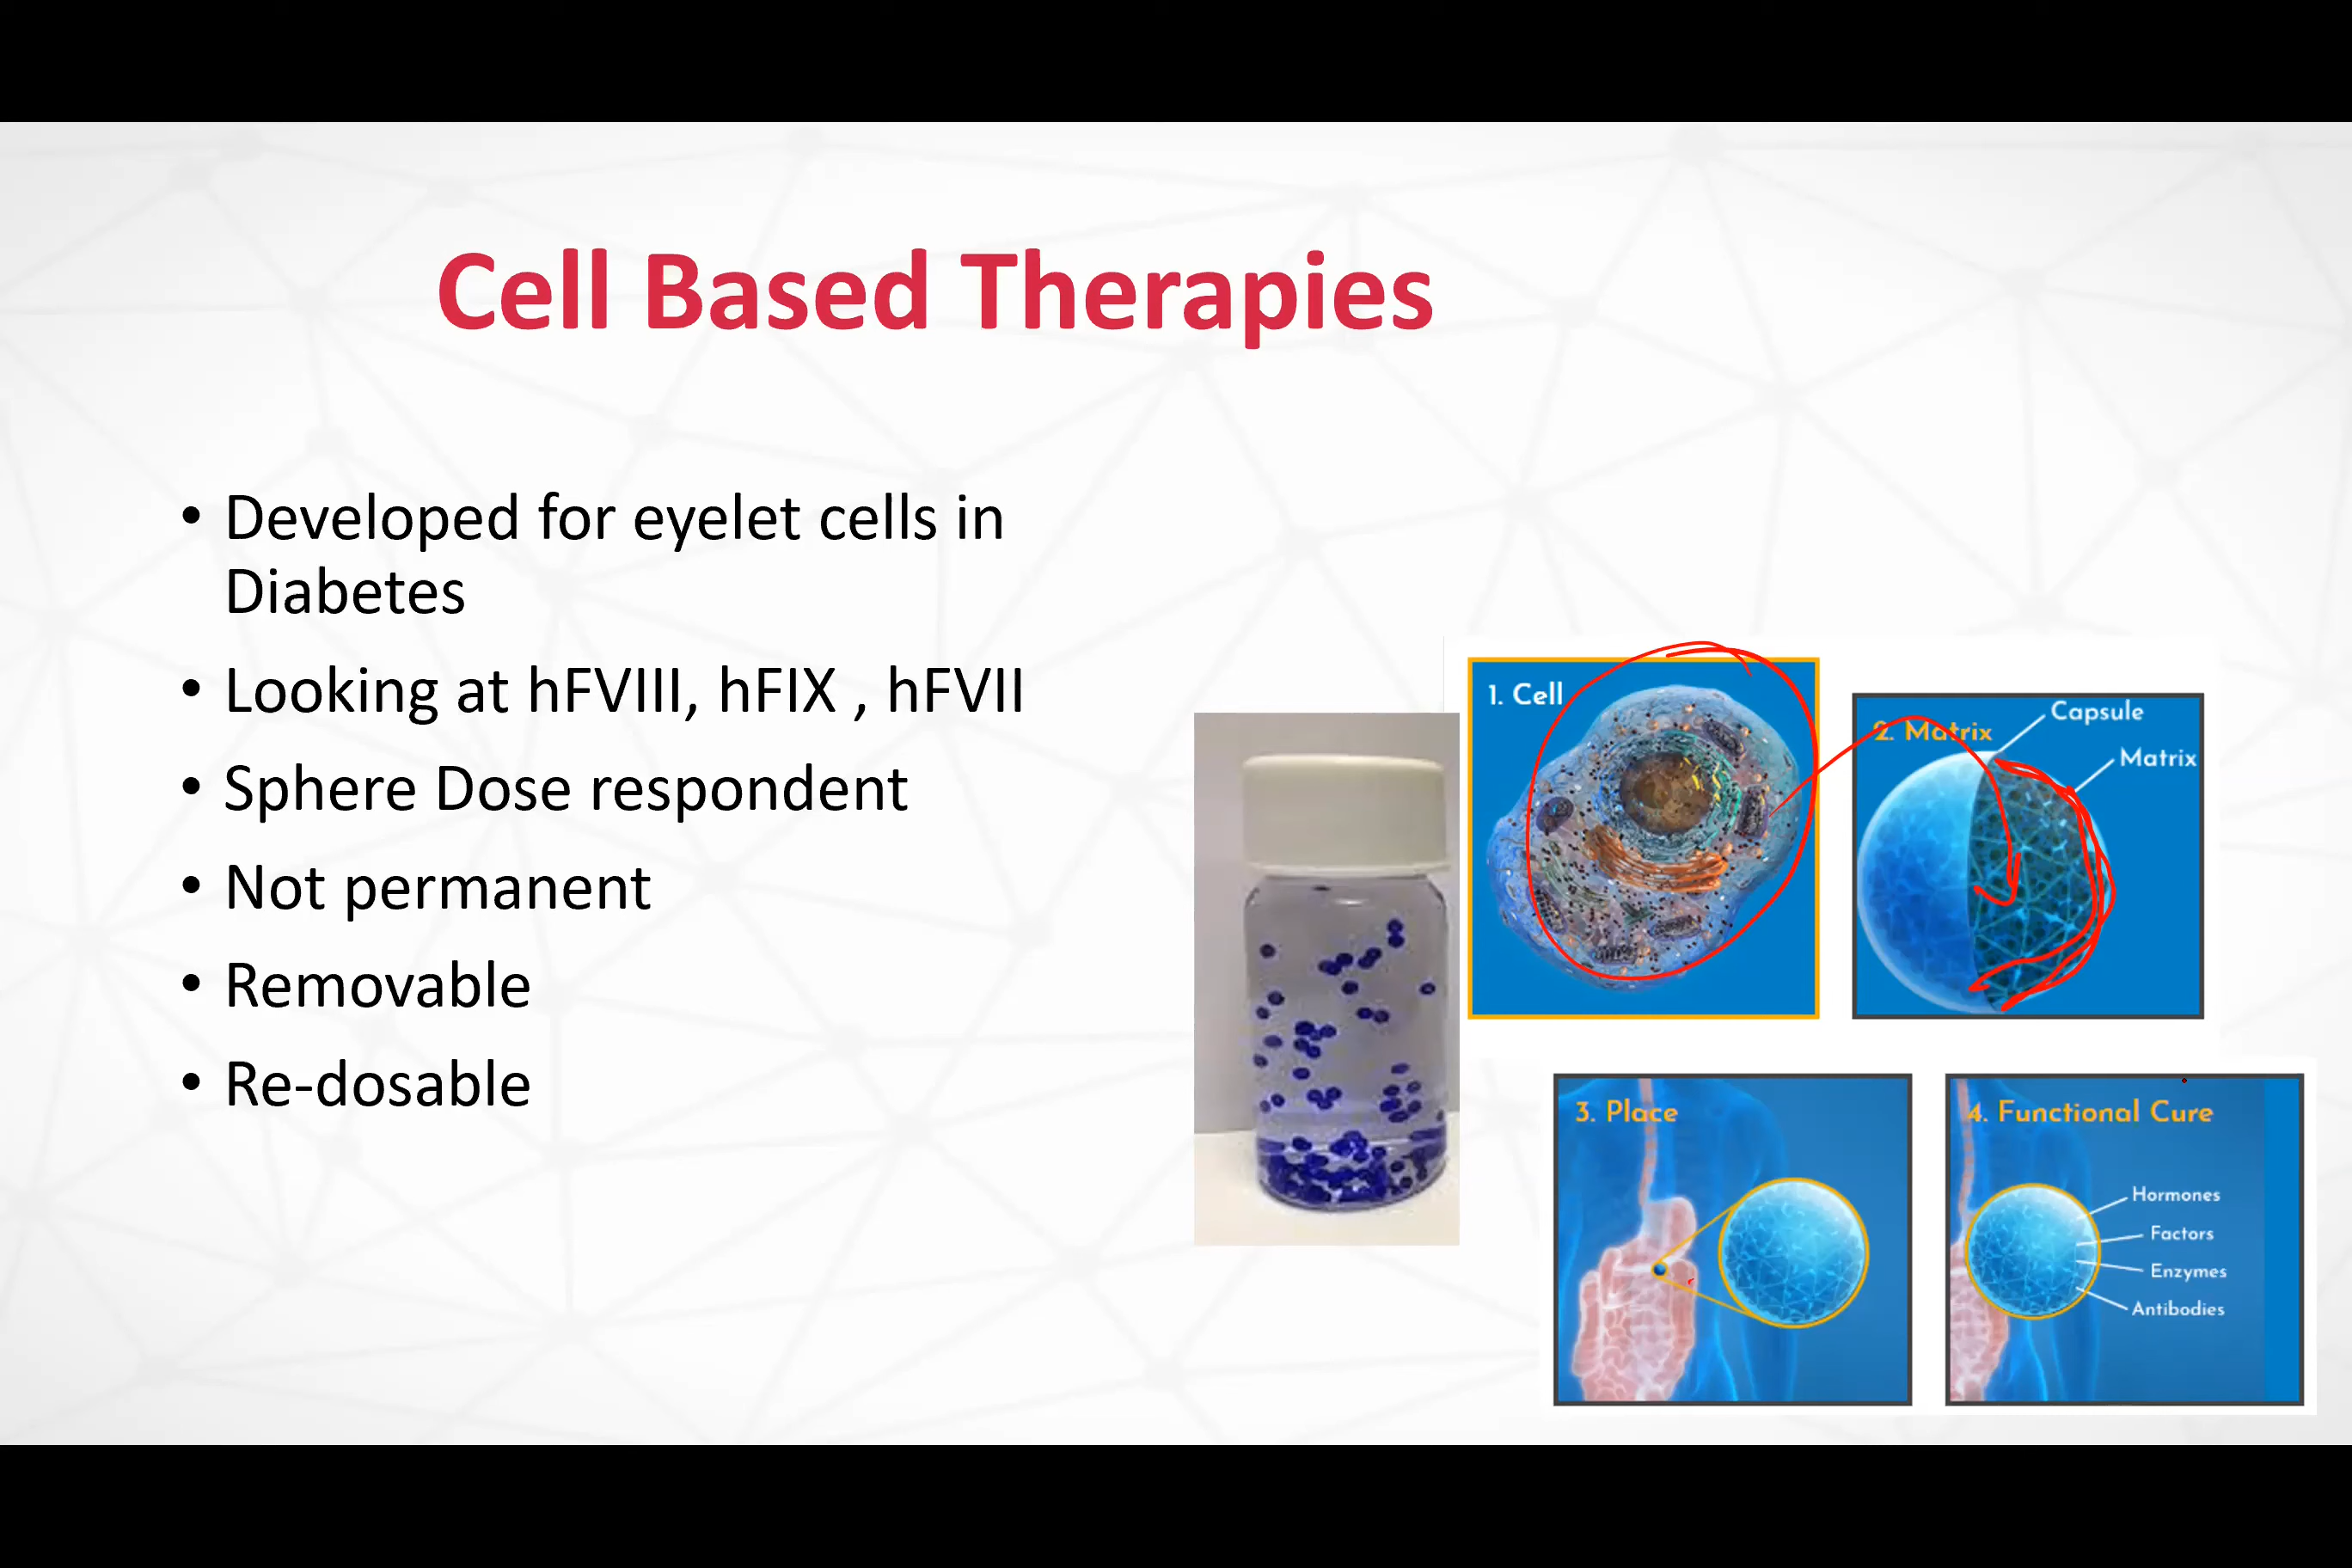 Cell Based Therapies
• Developed for eyelet cells in
Diabetes
• Looking at hFVIII, hFIX , hFVII
• Sphere Dose respondent
• Not permanent
• Removable
• Re-dosable
1. Cell
2. Matrix
Capsule
Matrix
3. Place
4. Functional Cure
Hormones
Factors
Enzymes
Antibodies